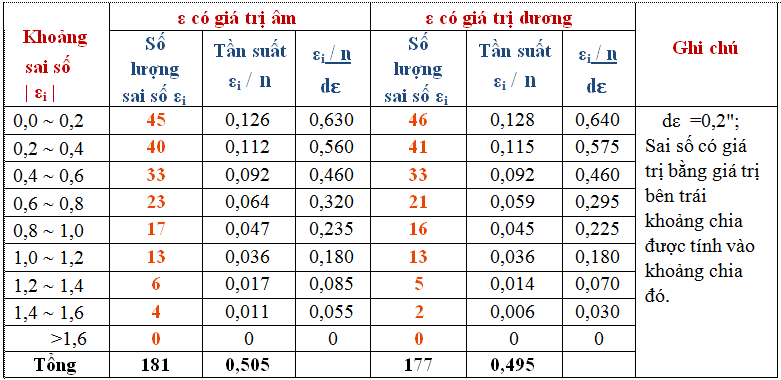 Khoảng sai số | εᵢ | ε có giá trị âm ε có giá trị dương Ghi chú
Số lượng sai số εᵢ Tần suất εᵢ / n εᵢ / n dε Số lượng sai số εᵢ Tần suất εᵢ / n εᵢ / n dε
0,0 ~ 0,2 45 0,126 0,630 46 0,128 0,640
0,2 ~ 0,4 40 0,112 0,560 41 0,115 0,575
0,4 ~ 0,6 33 0,092 0,460 33 0,092 0,460
0,6 ~ 0,8 23 0,064 0,320 21 0,059 0,295
0,8 ~ 1,0 17 0,047 0,235 16 0,045 0,225
1,0 ~ 1,2 13 0,036 0,180 13 0,036 0,180
1,2 ~ 1,4 6 0,017 0,085 5 0,014 0,070
1,4 ~ 1,6 4 0,011 0,055 2 0,006 0,030
>1,6 0 0 0 0 0 0
Tổng 181 0,505 177 0,495
dε =0,2";
Sai số có giá
trị bằng giá trị
bên trái
khoảng chia
được tính vào
khoảng chia
đó.